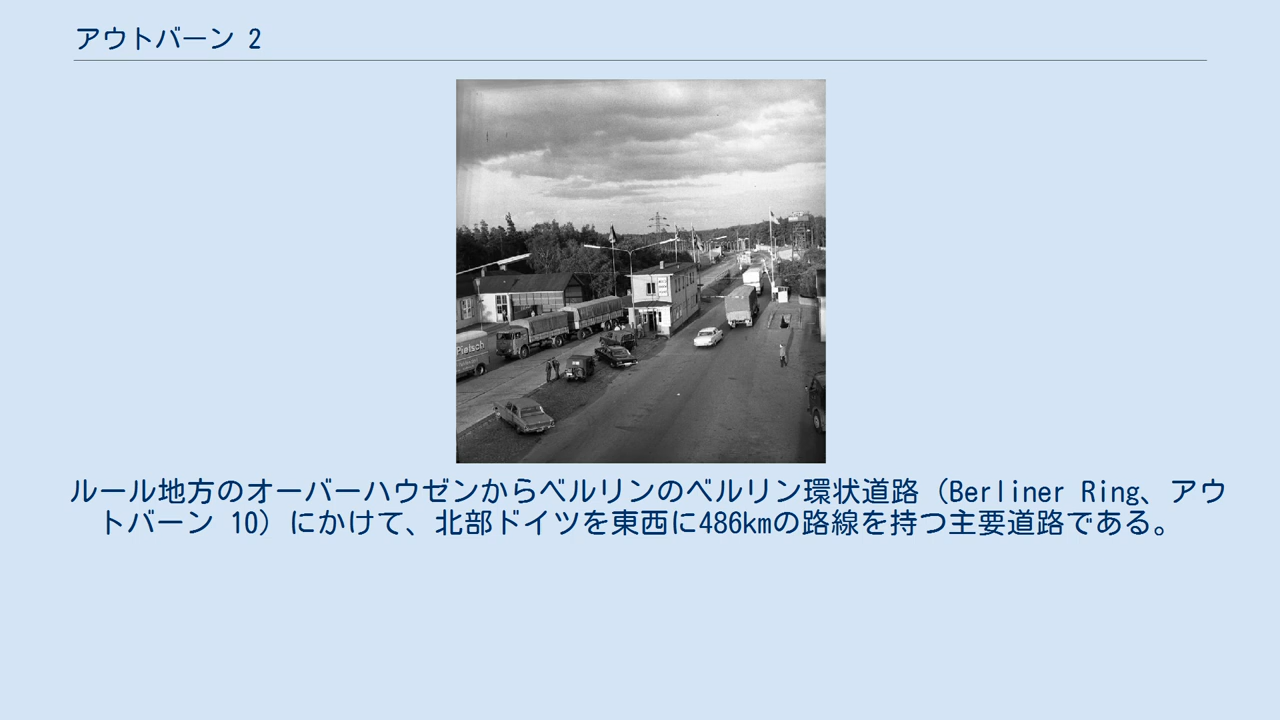 アウトバーン 2
Pietsch
ルール地方のオーバーハウゼンからベルリンのベルリン環状道路（Berliner Ring、アウ
トバーン 10）にかけて、北部ドイツを東西に486kmの路線を持つ主要道路である。